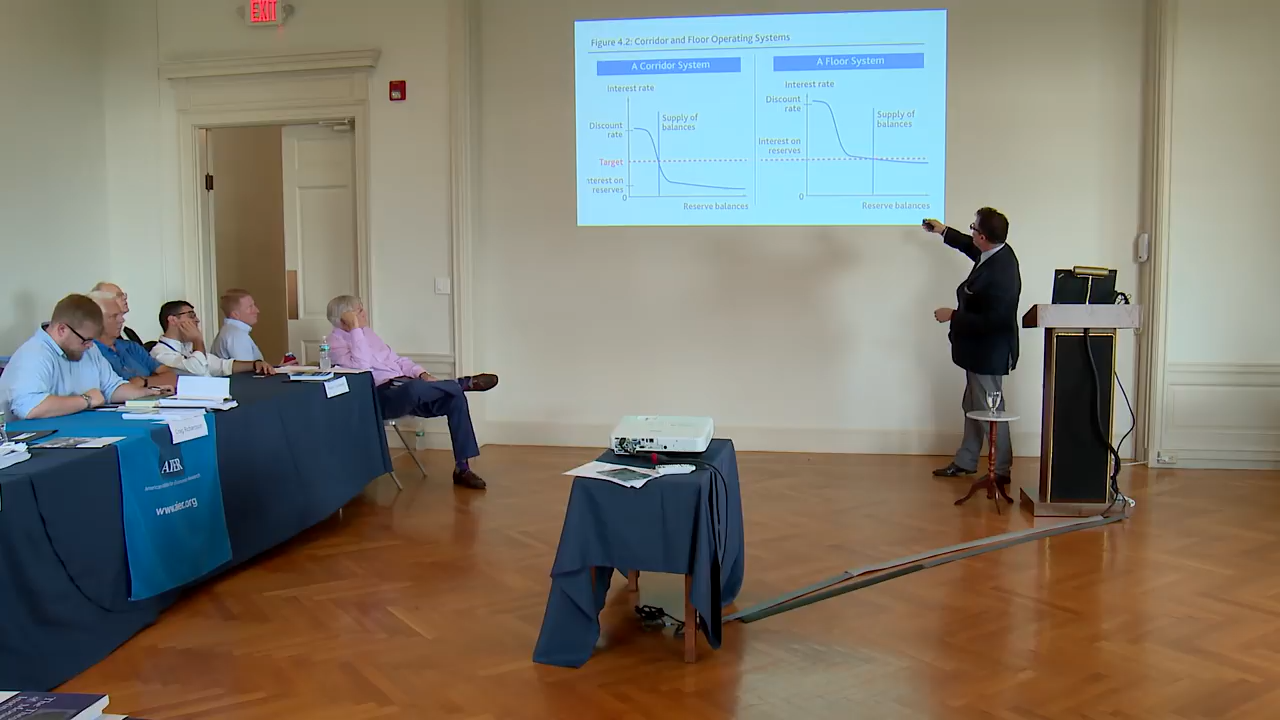 EXIT
Figure 4.2: Corridor and Floor Operating Systems
A Corridor System
Interest rate
Discount
rate
Supply of
balances
Target
nterest on
reserves
0
Reserve balances
A Floor System
Interest rate
Discount
rate
Supply of
balances
Interest on
reserves
0
Reserve balances
AIER
www.aier.org